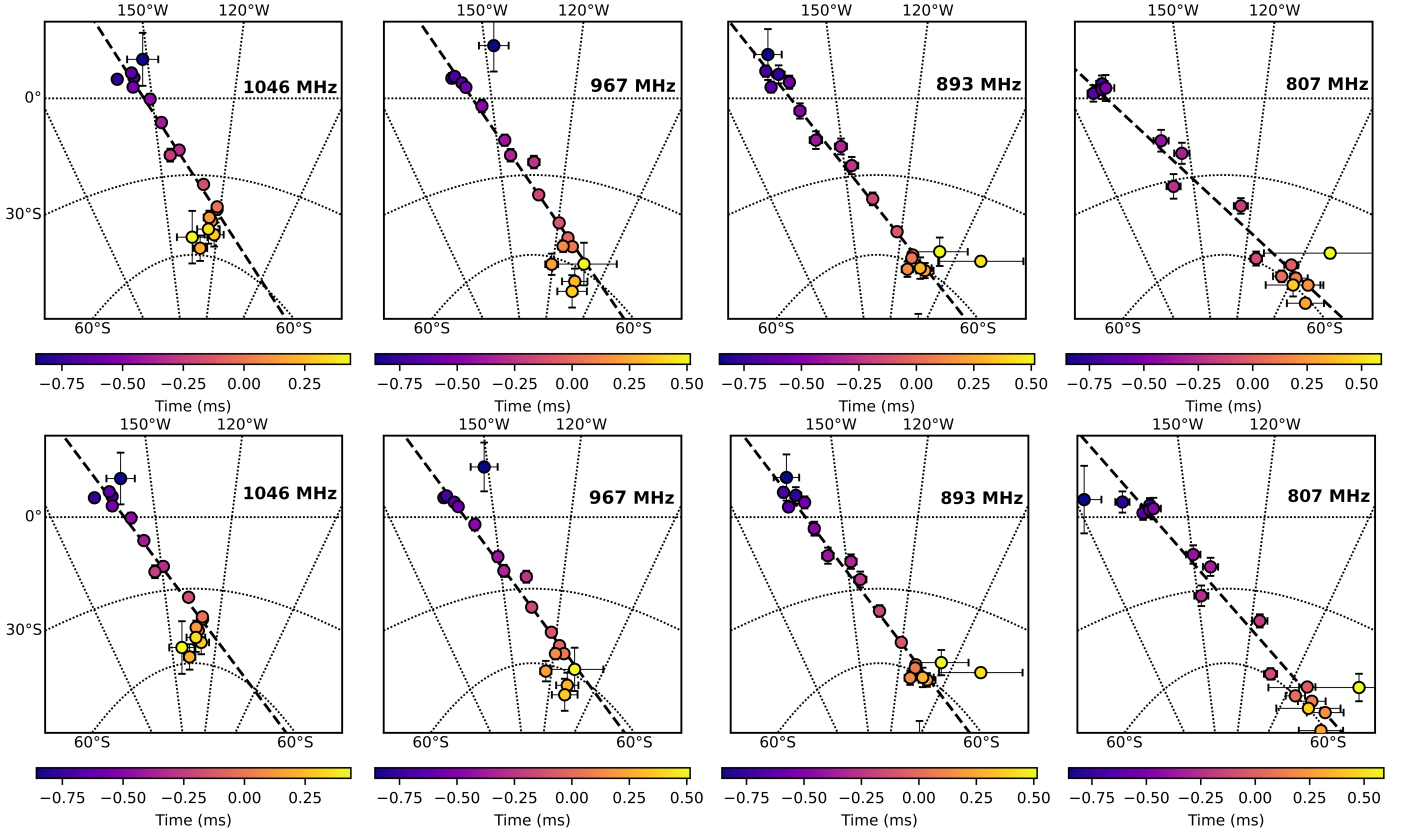 150°W 120°W 150°W 120°W 150°W 120°W 150°W 120°W
1046 MHz 967 MHz 893 MHz 807 MHz
0°
30°S
60°S 60°S 60°S 60°S 60°S 60°S 60°S 60°S
−0.75 −0.50 −0.25 0.00 0.25 −0.75 −0.50 −0.25 0.00 0.25 0.50 −0.75 −0.50 −0.25 0.00 0.25 0.50 −0.75 −0.50 −0.25 0.00 0.25 0.50
Time (ms) Time (ms) Time (ms) Time (ms)
150°W 120°W 150°W 120°W 150°W 120°W 150°W 120°W
1046 MHz 967 MHz 893 MHz 807 MHz
0°
30°S
60°S 60°S 60°S 60°S 60°S 60°S 60°S 60°S
−0.75 −0.50 −0.25 0.00 0.25 −0.75 −0.50 −0.25 0.00 0.25 0.50 −0.75 −0.50 −0.25 0.00 0.25 0.50 −0.75 −0.50 −0.25 0.00 0.25 0.50
Time (ms) Time (ms) Time (ms) Time (ms)